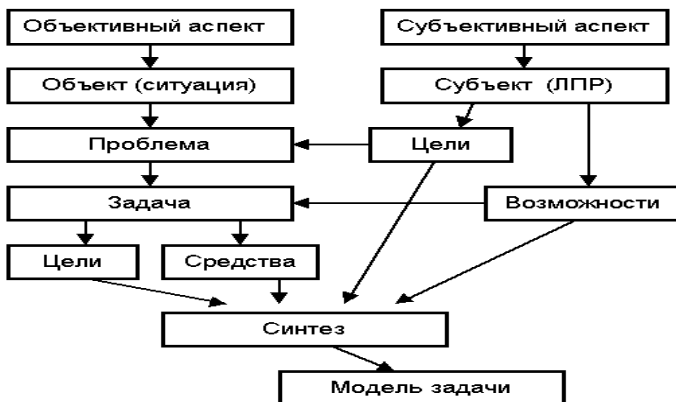 Объективный аспект
Субъективный аспект
Объект (ситуация)
Субъект (ЛПР)
Проблема
Цели
Задача
Возможности
Цели
Средства
Синтез
Модель задачи